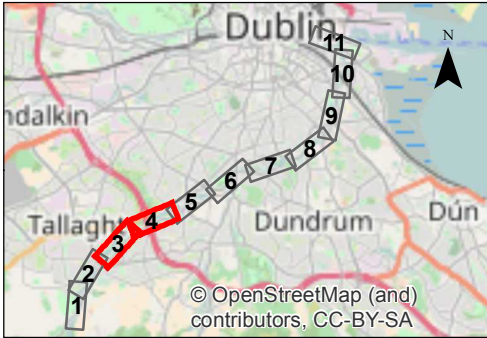 Dublin
11
N
10
ndalkin
9
8
7
6
5
4
Tallaght
3
Dundrum
Dún
2
1
© OpenStreetMap (and)
contributors, CC-BY-SA